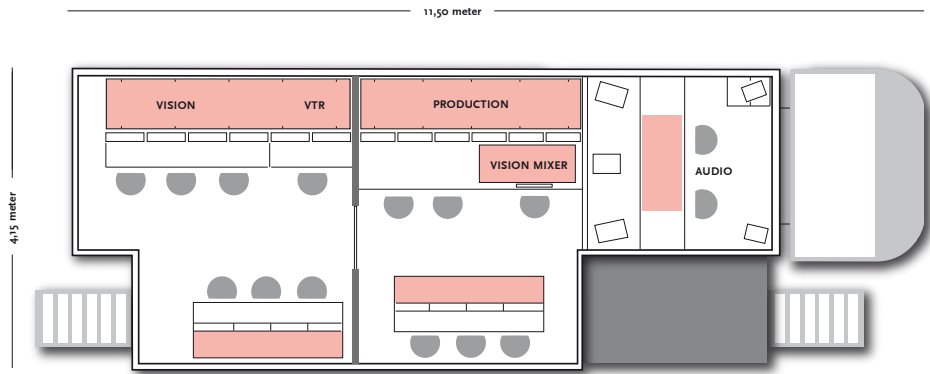 11,50 meter
4,15 meter
VISION
VTR
PRODUCTION
VISION MIXER
AUDIO